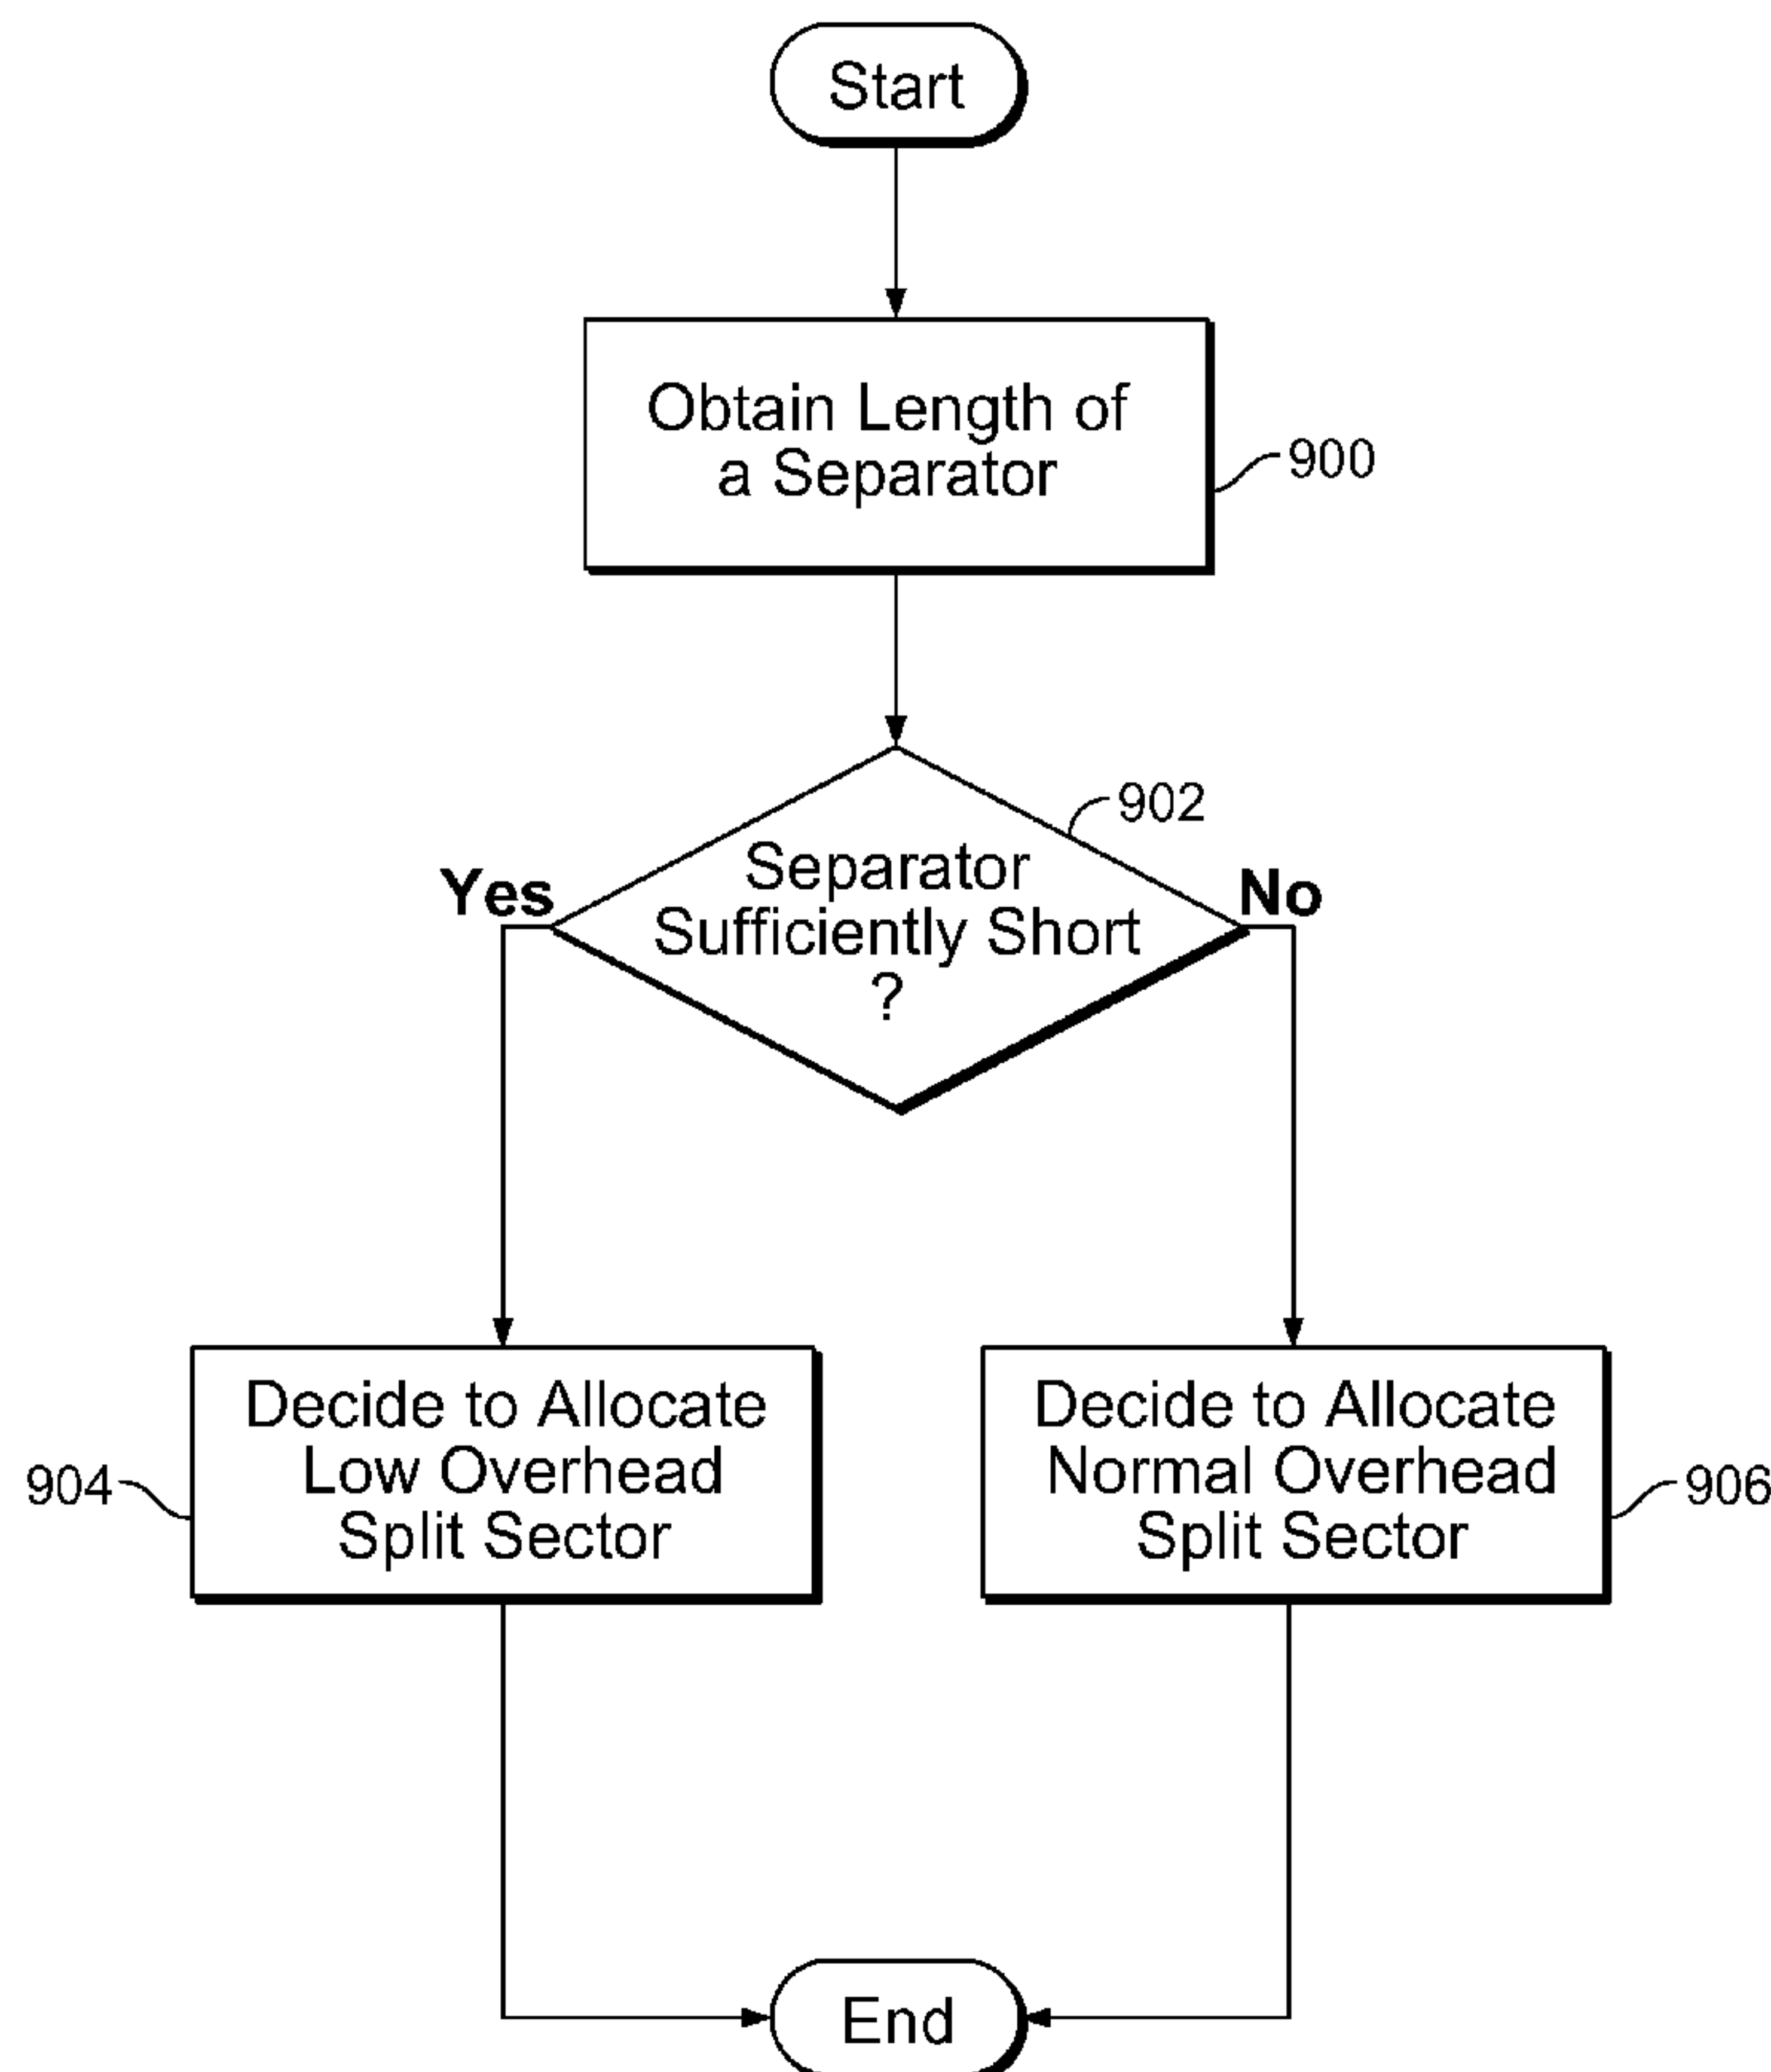 Start
Obtain Length of
a Separator
900
902
Separator
Sufficiently Short
?
Yes
No
Decide to Allocate
Low Overhead
Split Sector
904
Decide to Allocate
Normal Overhead
Split Sector
906
End